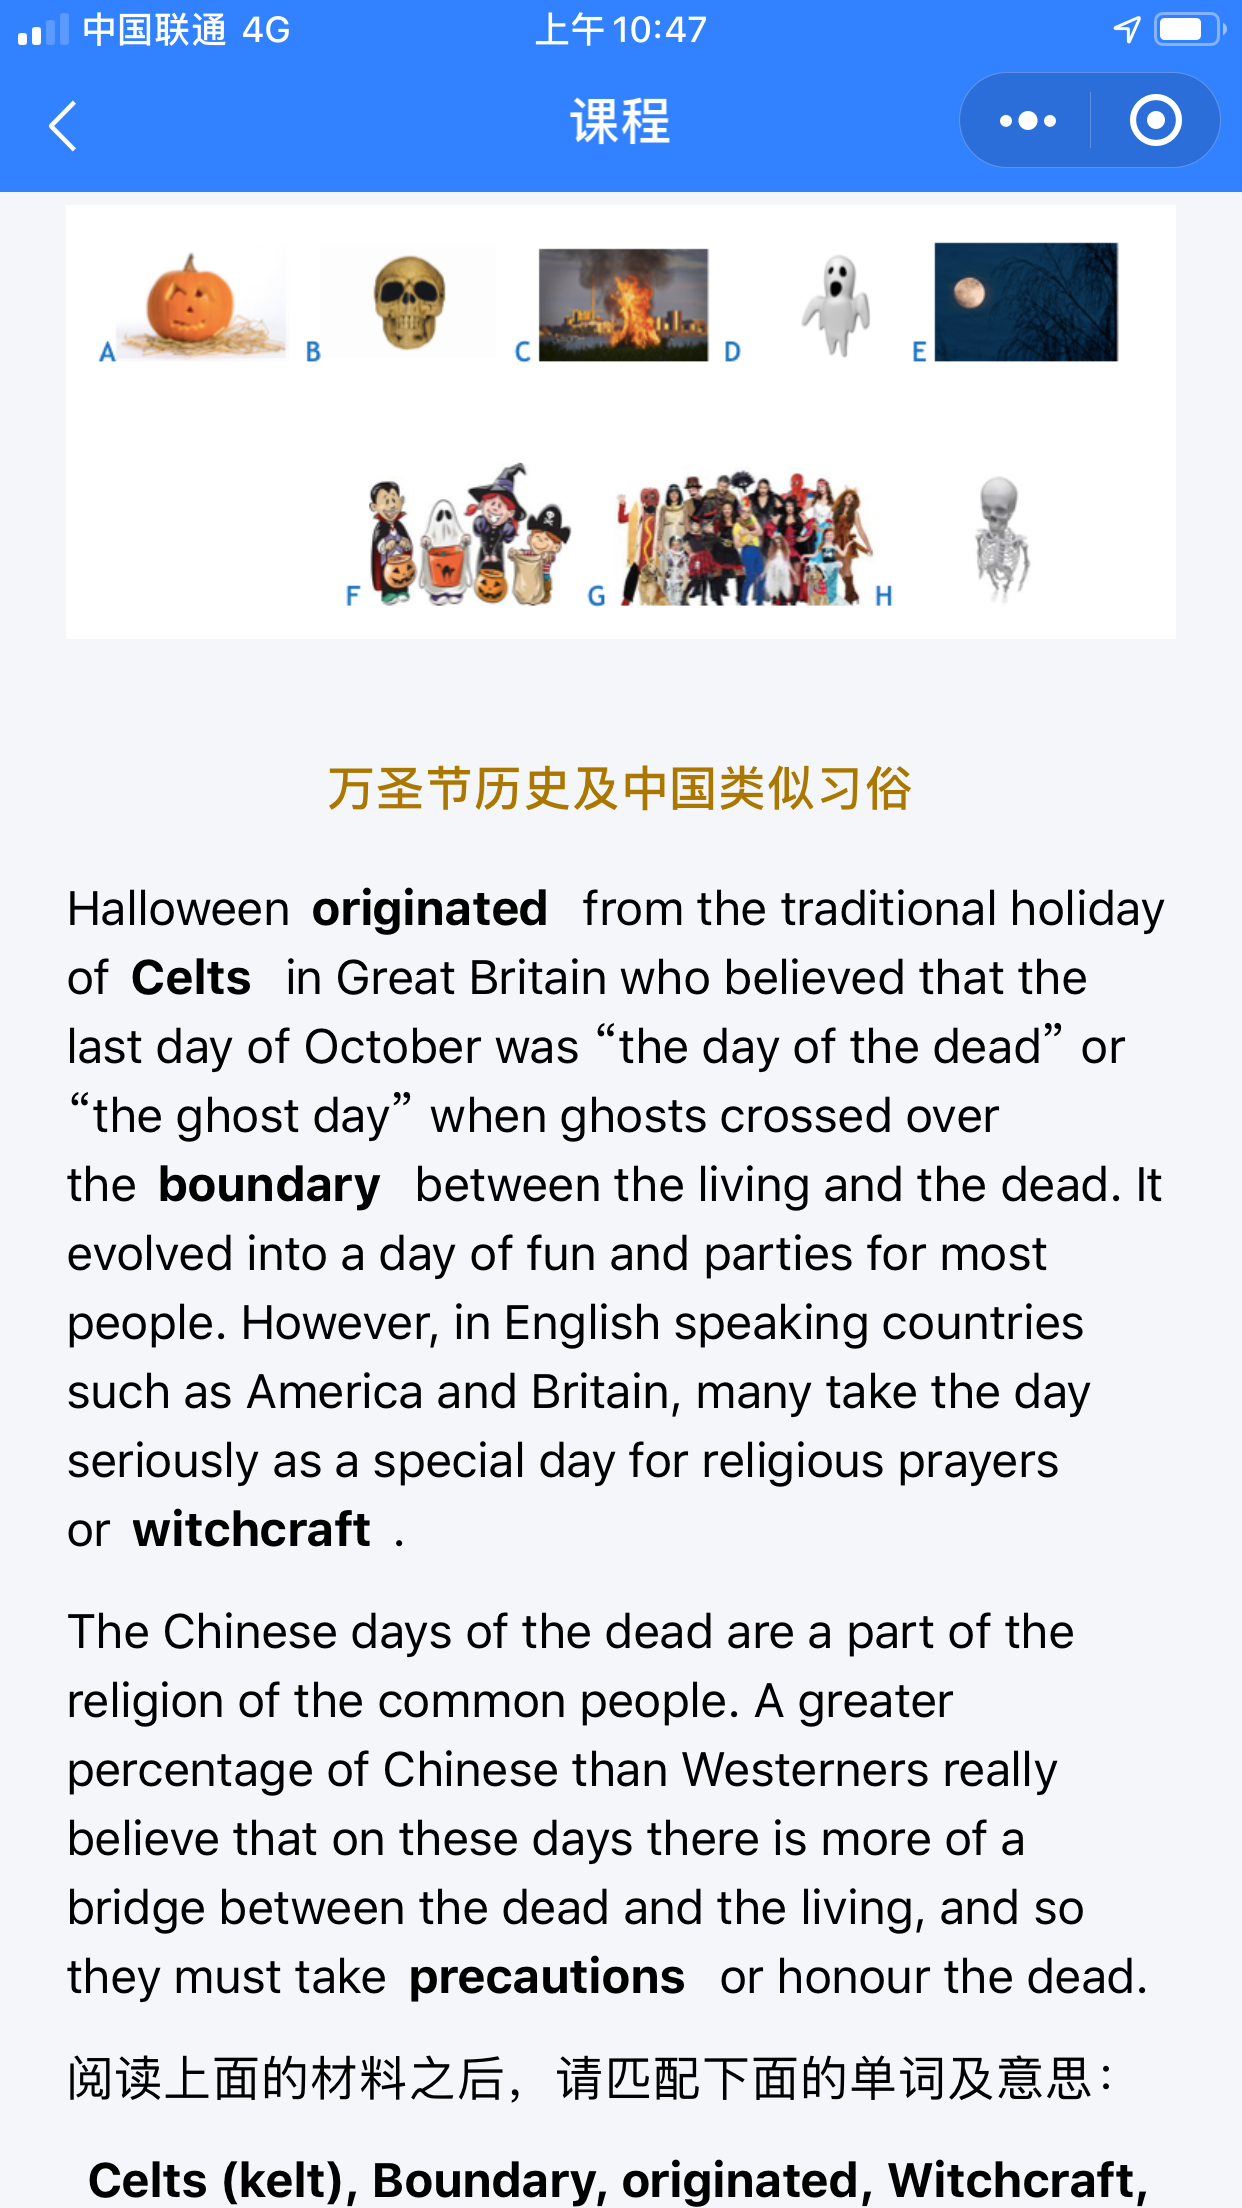 中国联通 4G 上午10:47
课程
A B C D E
F G H
万圣节历史及中国类似习俗
Halloween originated from the traditional holiday
of Celts in Great Britain who believed that the
last day of October was “the day of the dead” or
“the ghost day” when ghosts crossed over
the boundary between the living and the dead. It
evolved into a day of fun and parties for most
people. However, in English speaking countries
such as America and Britain, many take the day
seriously as a special day for religious prayers
or witchcraft .
The Chinese days of the dead are a part of the
religion of the common people. A greater
percentage of Chinese than Westerners really
believe that on these days there is more of a
bridge between the dead and the living, and so
they must take precautions or honour the dead.
阅读上面的材料之后，请匹配下面的单词及意思：
Celts (kelt), Boundary, originated, Witchcraft,